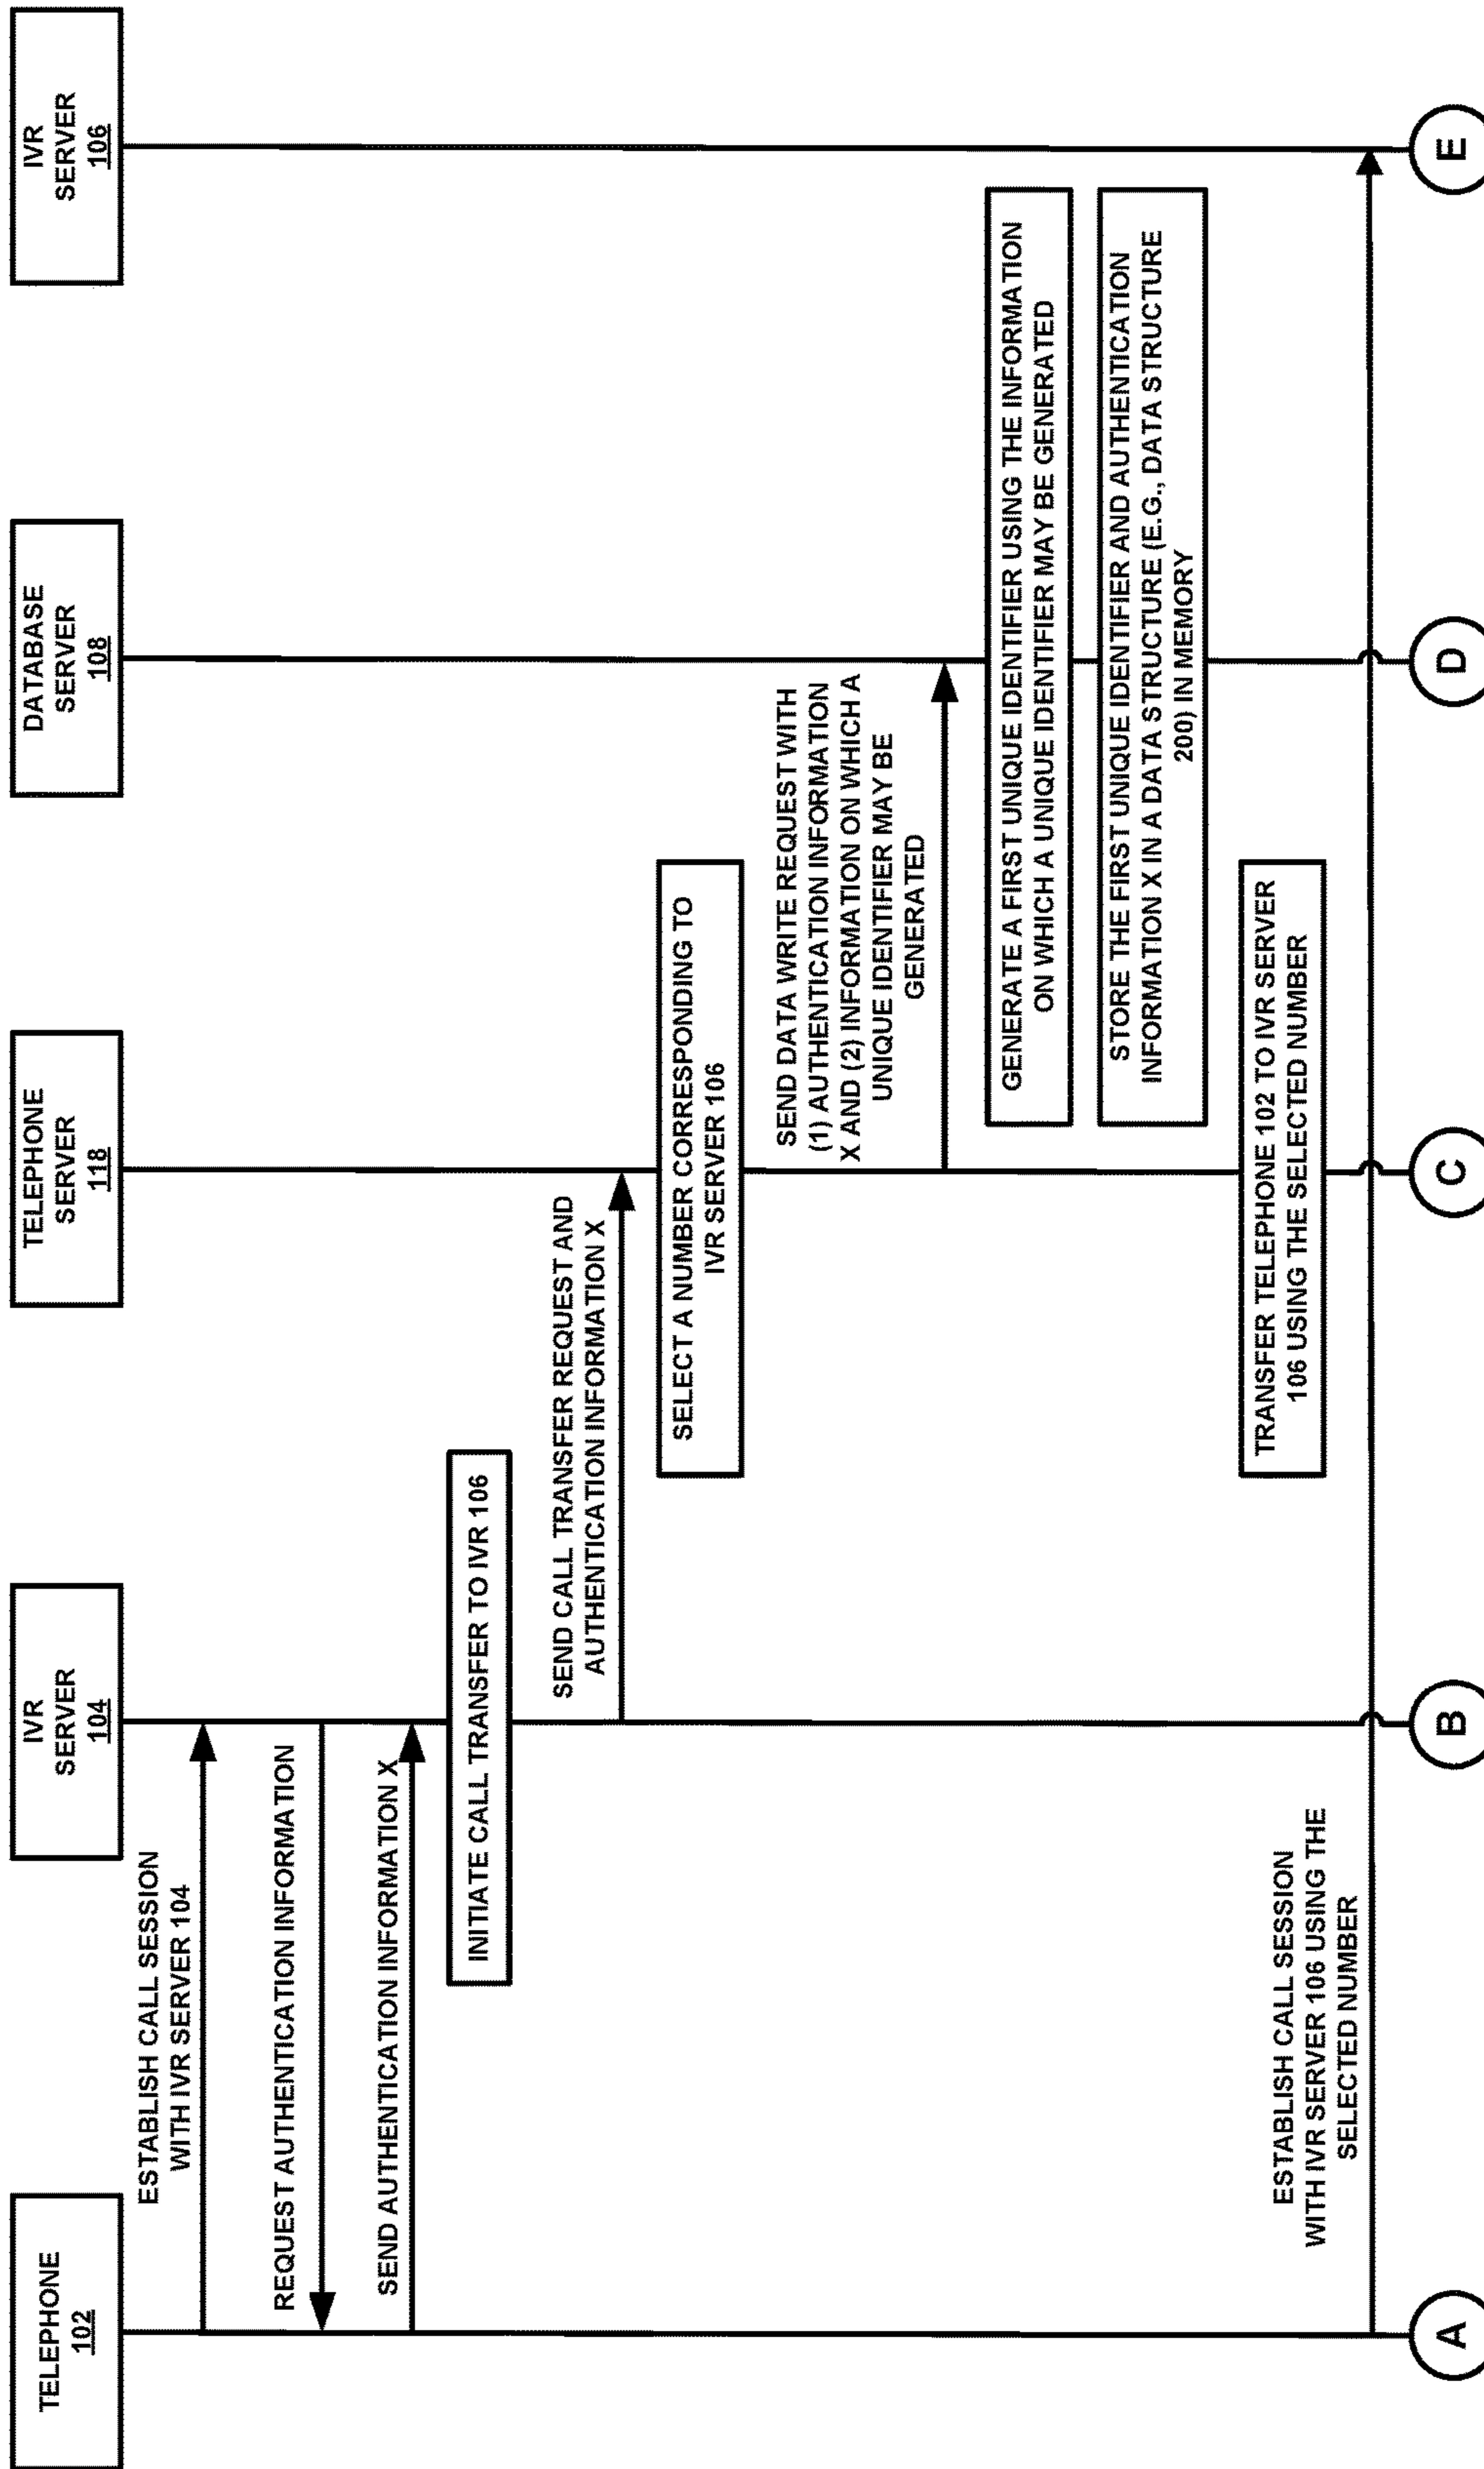 TELEPHONE
102
IVR
SERVER
104
TELEPHONE
SERVER
118
DATABASE
SERVER
108
IVR
SERVER
106
ESTABLISH CALL SESSION
WITH IVR SERVER 104
REQUEST AUTHENTICATION INFORMATION
SEND AUTHENTICATION INFORMATION X
INITIATE CALL TRANSFER TO IVR 106
SEND CALL TRANSFER REQUEST AND
AUTHENTICATION INFORMATION X
SELECT A NUMBER CORRESPONDING TO
IVR SERVER 106
SEND DATA WRITE REQUEST WITH
(1) AUTHENTICATION INFORMATION
X AND (2) INFORMATION ON WHICH A
UNIQUE IDENTIFIER MAY BE
GENERATED
GENERATE A FIRST UNIQUE IDENTIFIER USING THE INFORMATION
ON WHICH A UNIQUE IDENTIFIER MAY BE GENERATED
STORE THE FIRST UNIQUE IDENTIFIER AND AUTHENTICATION
INFORMATION X IN A DATA STRUCTURE (E.G., DATA STRUCTURE
200) IN MEMORY
TRANSFER TELEPHONE 102 TO IVR SERVER
106 USING THE SELECTED NUMBER
ESTABLISH CALL SESSION
WITH IVR SERVER 106 USING THE
SELECTED NUMBER
A
B
C
D
E